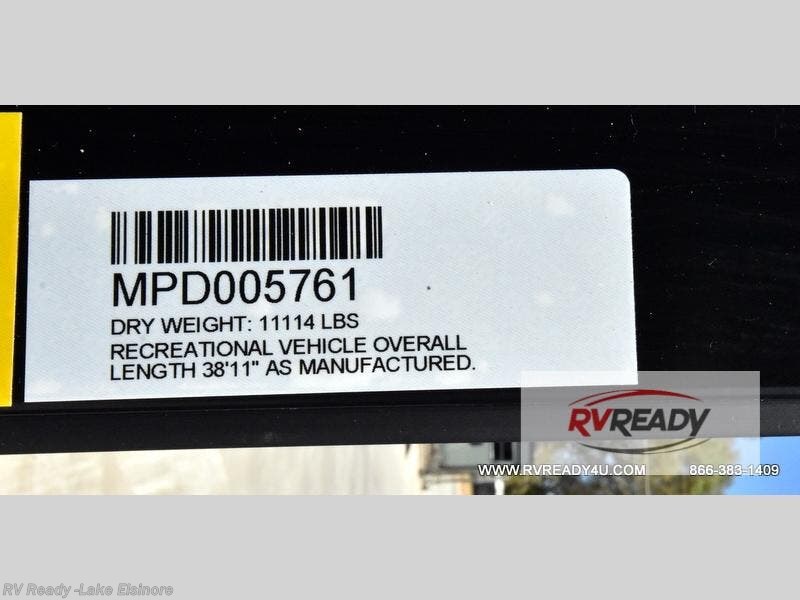 MPD005761
DRY WEIGHT: 11114 LBS
RECREATIONAL VEHICLE OVERALL
LENGTH 38'11" AS MANUFACTURED.
RVREADY
WWW.RVREADY4U.COM 866-383-1409
RV Ready -Lake Elsinore